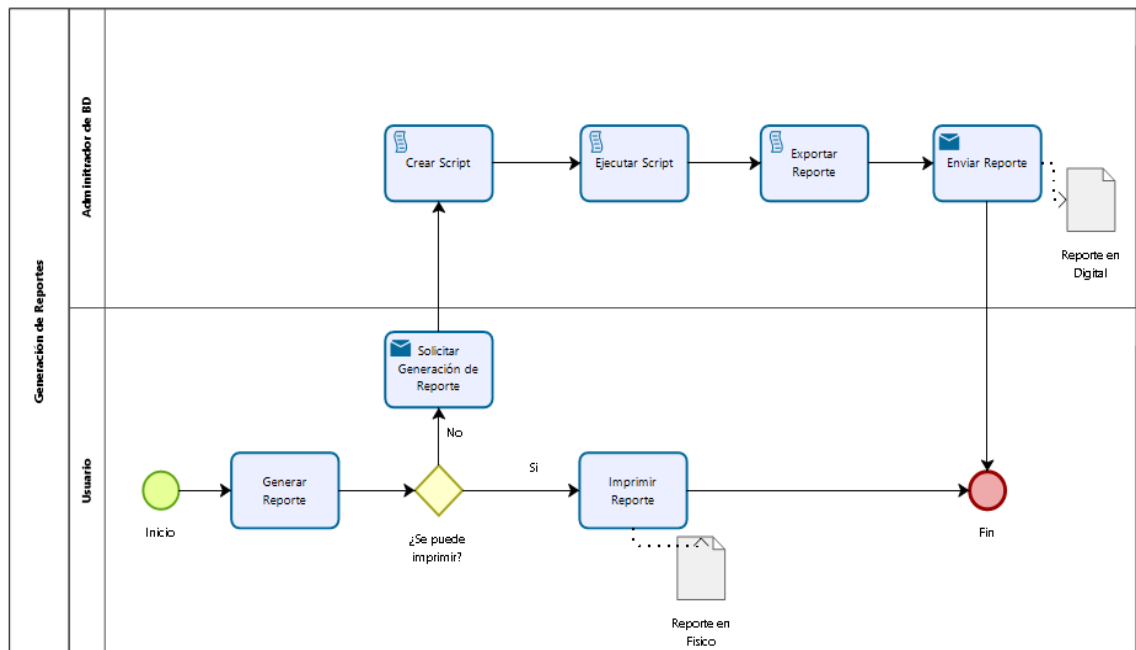 Generación de Reportes
Adminitrador de BD
Crear Script
Ejecutar Script
Exportar
Reporte
Enviar Reporte
Reporte en
Digital
Usuario
Solicitar
Generación de
Reporte
No
Inicio
Generar
Reporte
¿Se puede
imprimir?
Si
Imprimir
Reporte
Reporte en
Fisico
Fin